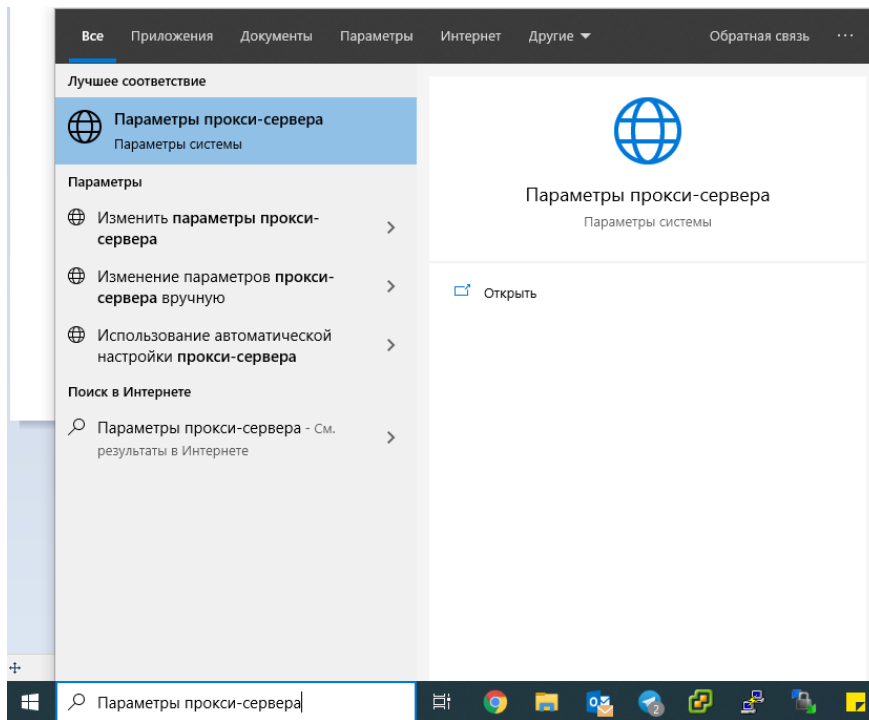 Все Приложения Документы Параметры Интернет Другие Обратная связь ...
Лучшее соответствие
Параметры прокси-сервера
Параметры системы
Параметры
Изменить параметры прокси-
сервера
Изменение параметров прокси-
сервера вручную
Использование автоматической
настройки прокси-сервера
Поиск в Интернете
Параметры прокси-сервера - См.
результаты в Интернете
Параметры прокси-сервера
Параметры системы
Открыть
Параметры прокси-сервера
2